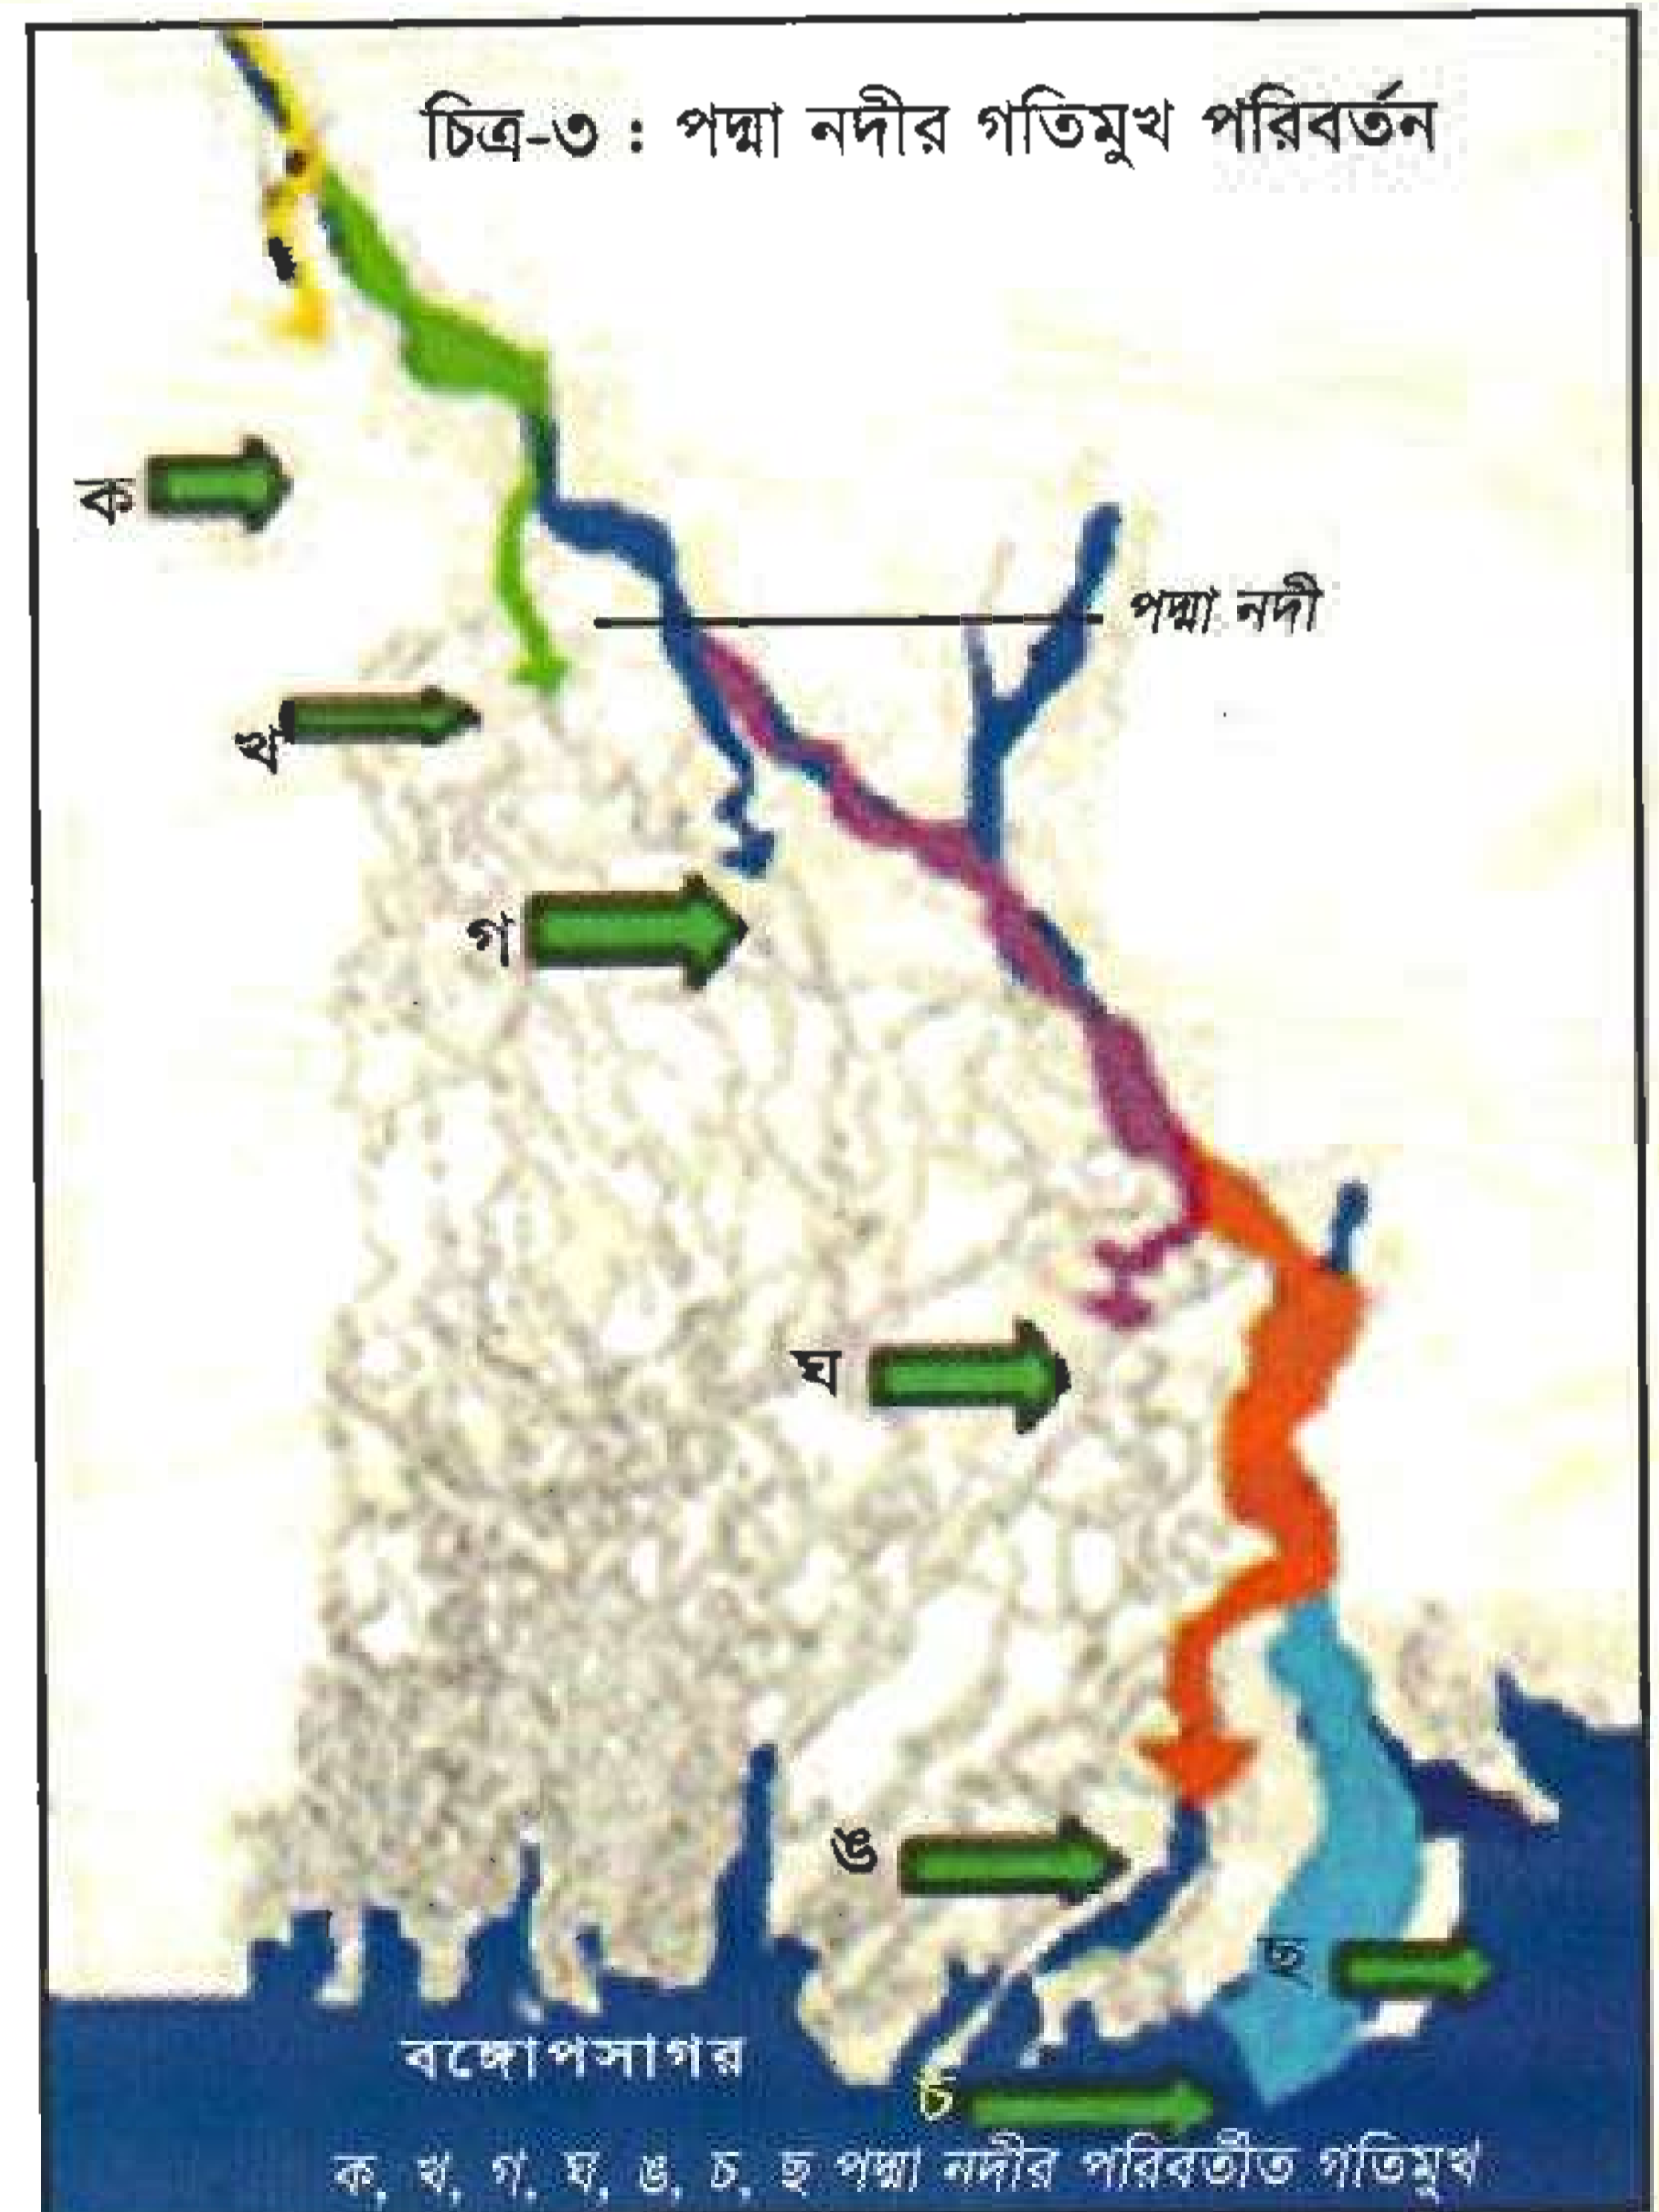 চিত্র-৩ : পদ্মা নদীর গতিমুখ পরিবর্তন
ক
পদ্মা নদী
খ
গ
ঘ
ঙ
ছ
বঙ্গোপসাগর
চ
ক, খ, গ, ঘ, ঙ, চ, ছ পদ্মা নদীর পরিবর্তীত গতিমুখ